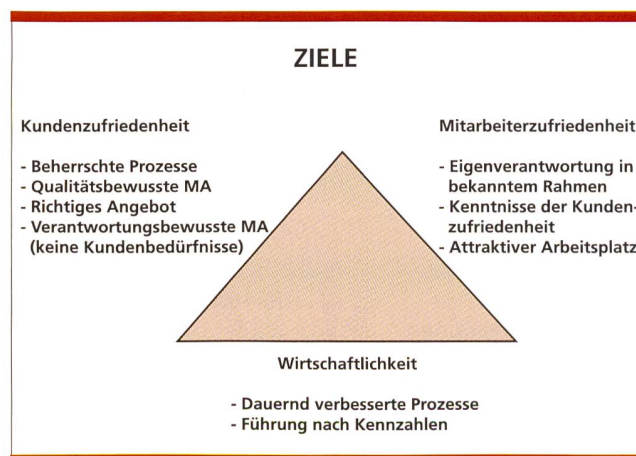 ZIELE
Kundenzufriedenheit
- Beherrschte Prozesse
- Qualitätsbewusste MA
- Richtiges Angebot
- Verantwortungsbewusste MA
(keine Kundenbedürfnisse)
Mitarbeiterzufriedenheit
- Eigenverantwortung in
bekanntem Rahmen
- Kenntnisse der Kunden-
zufriedenheit
- Attraktiver Arbeitsplatz
Wirtschaftlichkeit
- Dauernd verbesserte Prozesse
- Führung nach Kennzahlen